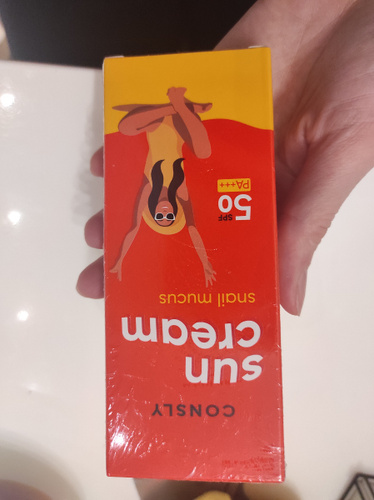 CONSLY
sun
cream
snail mucus
SPF
50
PA+++